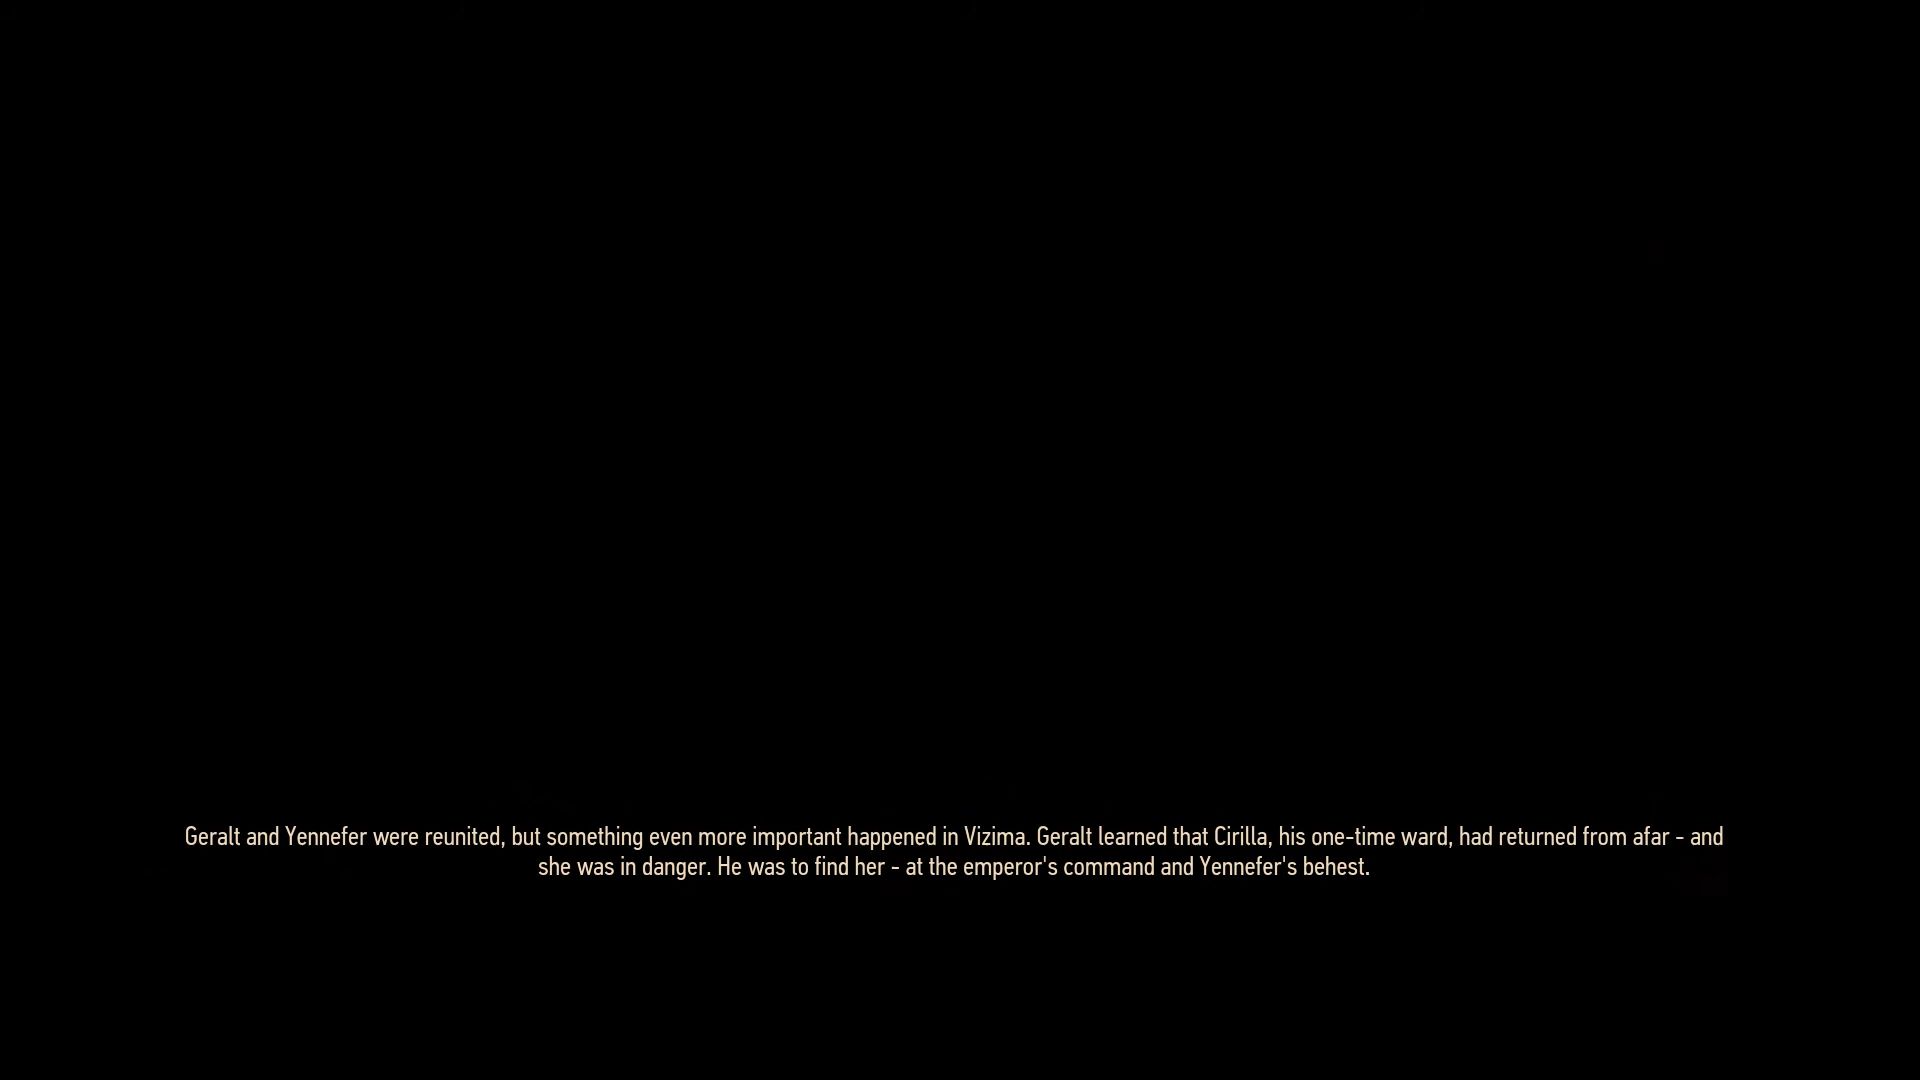 Geralt and Yennefer were reunited, but something even more important happened in Vizima. Geralt learned that Cirilla, his one-time ward, had returned from afar - and
she was in danger. He was to find her - at the emperor's command and Yennefer's behest.